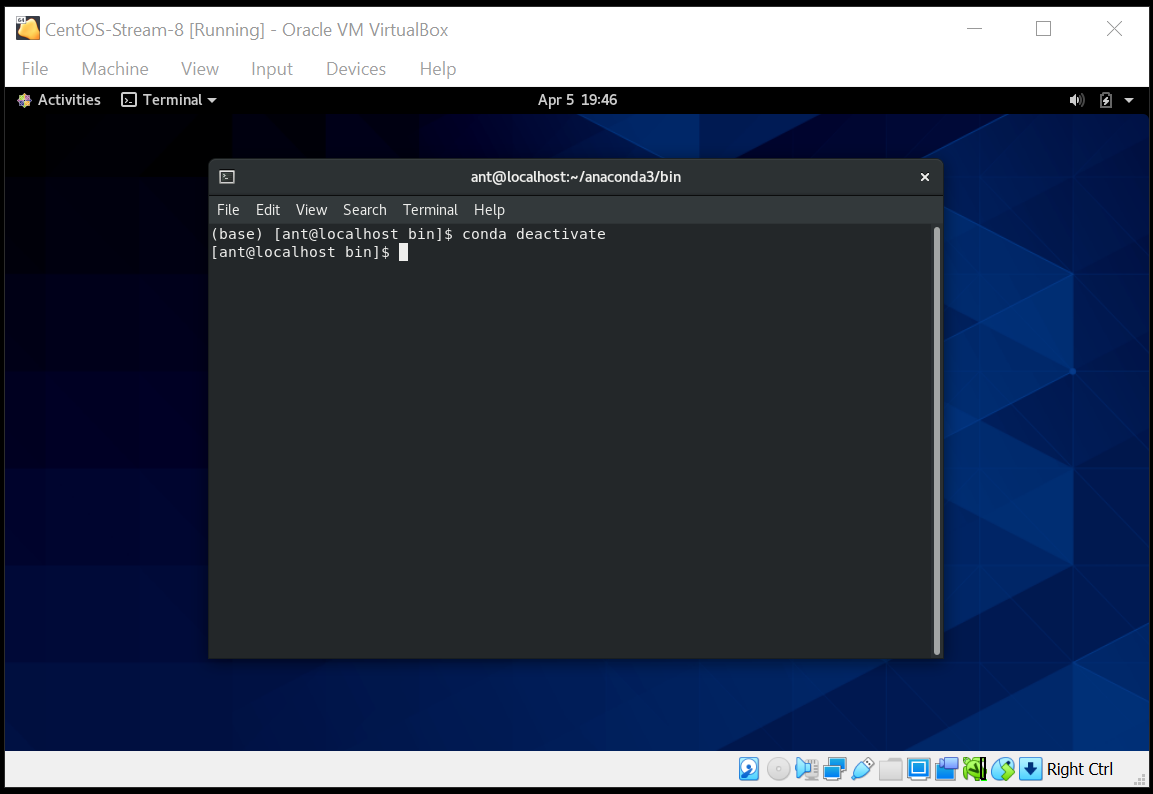 CentOS-Stream-8 [Running] - Oracle VM VirtualBox
File Machine View Input Devices Help
Activities Terminal Apr 5 19:46
ant@localhost:~/anaconda3/bin
File Edit View Search Terminal Help
(base) [ant@localhost bin]$ conda deactivate
[ant@localhost bin]$
Right Ctrl